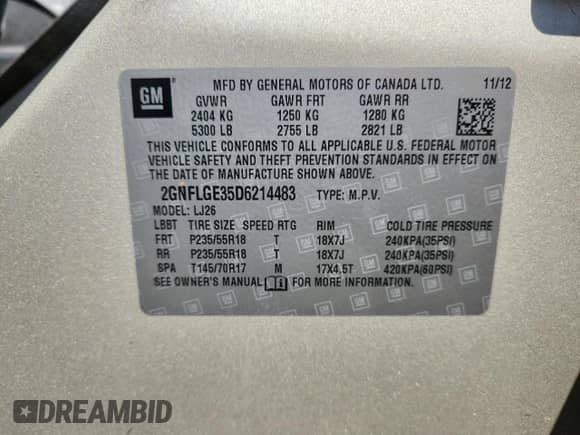 GM
MFD BY GENERAL MOTORS OF CANADA LTD. 11/12
GVWR GAWR FRT GAWR RR
2404 KG 1250 KG 1280 KG
5300 LB 2755 LB 2821 LB
THIS VEHICLE CONFORMS TO ALL APPLICABLE U.S. FEDERAL MOTOR
VEHICLE SAFETY AND THEFT PREVENTION STANDARDS IN EFFECT ON
THE DATE OF MANUFACTURE SHOWN ABOVE.
2GNFLGE35D6214483 TYPE: M.P.V.
MODEL: LJ26
LBBT TIRE SIZE SPEED RTG RIM COLD TIRE PRESSURE
FRT P235/55R18 T 18X7J 240KPA(35PSI)
RR P235/55R18 T 18X7J 240KPA(35PSI)
SPA T145/70R17 M 17X4.5T 420KPA(60PSI)
SEE OWNER'S MANUAL FOR MORE INFORMATION.
DREAMBID